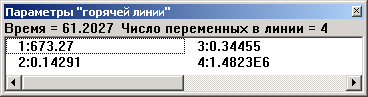 Параметры "горячей линии"
Время = 61.2027 Число переменных в линии = 4
1:673.27 3:0.34455
2:0.14291 4:1.4823E6